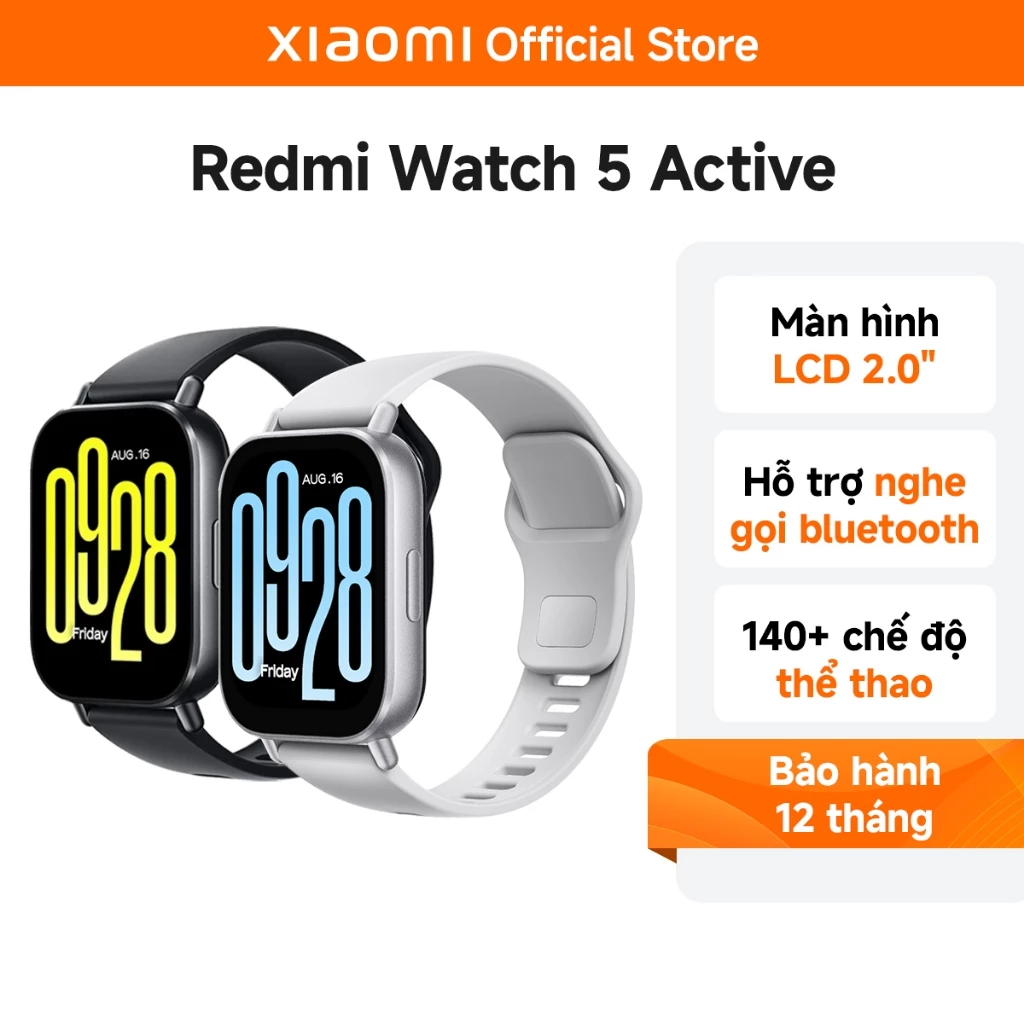 xiaomi Official Store
Redmi Watch 5 Active
AUG.16
0928
Friday
AUG.16
0928
Friday
Màn hình
LCD 2.0"
Hỗ trợ nghe
gọi bluetooth
140+ chế độ
thể thao
Bảo hành
12 tháng